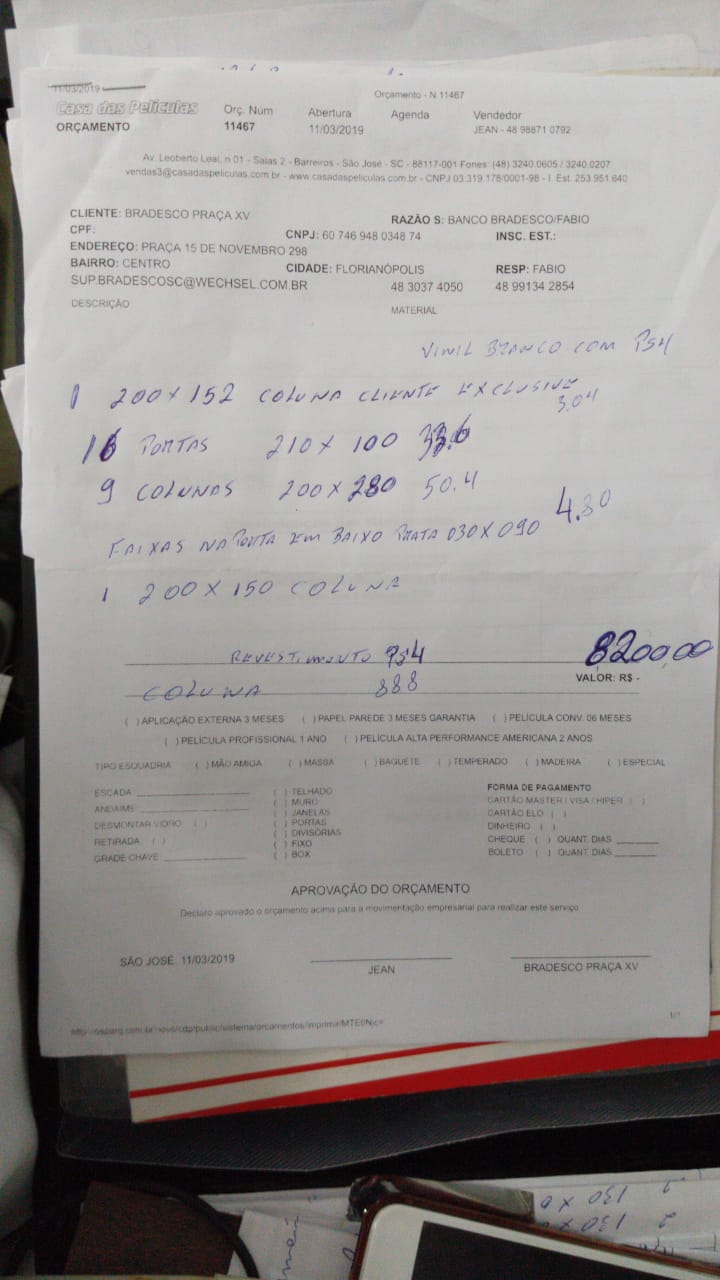 11/03/2019
Orçamento - N 11467
Casa das Películas
ORÇAMENTO
Orç. Num
11467
Abertura
11/03/2019
Agenda
Vendedor
JEAN - 48 98871 0792
Av. Leoberto Leal, n 01 - Salas 2 - Barreiros - São José - SC - 88117-001 Fones: (48) 3240.0605 / 3240.0207
vendas3@casadaspeliculas.com.br - www.casadaspeliculas.com.br - CNPJ 03.319.178/0001-98 - I. Est. 253.951.640
CLIENTE: BRADESCO PRAÇA XV
RAZÃO S: BANCO BRADESCO/FABIO
CPF:
CNPJ: 60 746 948 0348 74
INSC. EST.:
ENDEREÇO: PRAÇA 15 DE NOVEMBRO 298
BAIRRO: CENTRO
CIDADE: FLORIANÓPOLIS
RESP: FABIO
SUP.BRADESCOSC@WECHSEL.COM.BR
48 3037 4050
48 99134 2854
DESCRIÇÃO
MATERIAL
VINIL BRANCO COM PS4
1 200 X 152 COLUNA CLIENTE EXCLUSIVE
3.04
16 PORTAS 210 X 100 33.6
9 COLUNAS 200 X 280 50.4
FAIXAS NA PORTA EM BAIXO PRATA 030 X 090 4.30
1 200 X 150 COLUNA
REVESTIMENTO 954
8200,00
COLUNA 888
VALOR: R$ -
( ) APLICAÇÃO EXTERNA 3 MESES ( ) PAPEL PAREDE 3 MESES GARANTIA ( ) PELÍCULA CONV. 06 MESES
( ) PELÍCULA PROFISSIONAL 1 ANO ( ) PELÍCULA ALTA PERFORMANCE AMERICANA 2 ANOS
TIPO ESQUADRIA ( ) MÃO AMIGA ( ) MASSA ( ) BAGUETE ( ) TEMPERADO ( ) MADEIRA ( ) ESPECIAL
ESCADA
ANDAIME
DESMONTAR VIDRO ( )
RETIRADA ( )
GRADE CHAVE
( ) TELHADO
( ) MURO
( ) JANELAS
( ) PORTAS
( ) DIVISÓRIAS
( ) FIXO
( ) BOX
FORMA DE PAGAMENTO
CARTÃO MASTER / VISA / HIPER ( )
CARTÃO ELO ( )
DINHEIRO ( )
CHEQUE ( ) QUANT. DIAS
BOLETO ( ) QUANT. DIAS
APROVAÇÃO DO ORÇAMENTO
Declaro aprovado o orçamento acima para a movimentação empresarial para realizar este serviço
SÃO JOSÉ. 11/03/2019
JEAN
BRADESCO PRAÇA XV
1/1
130 X
2 130 X